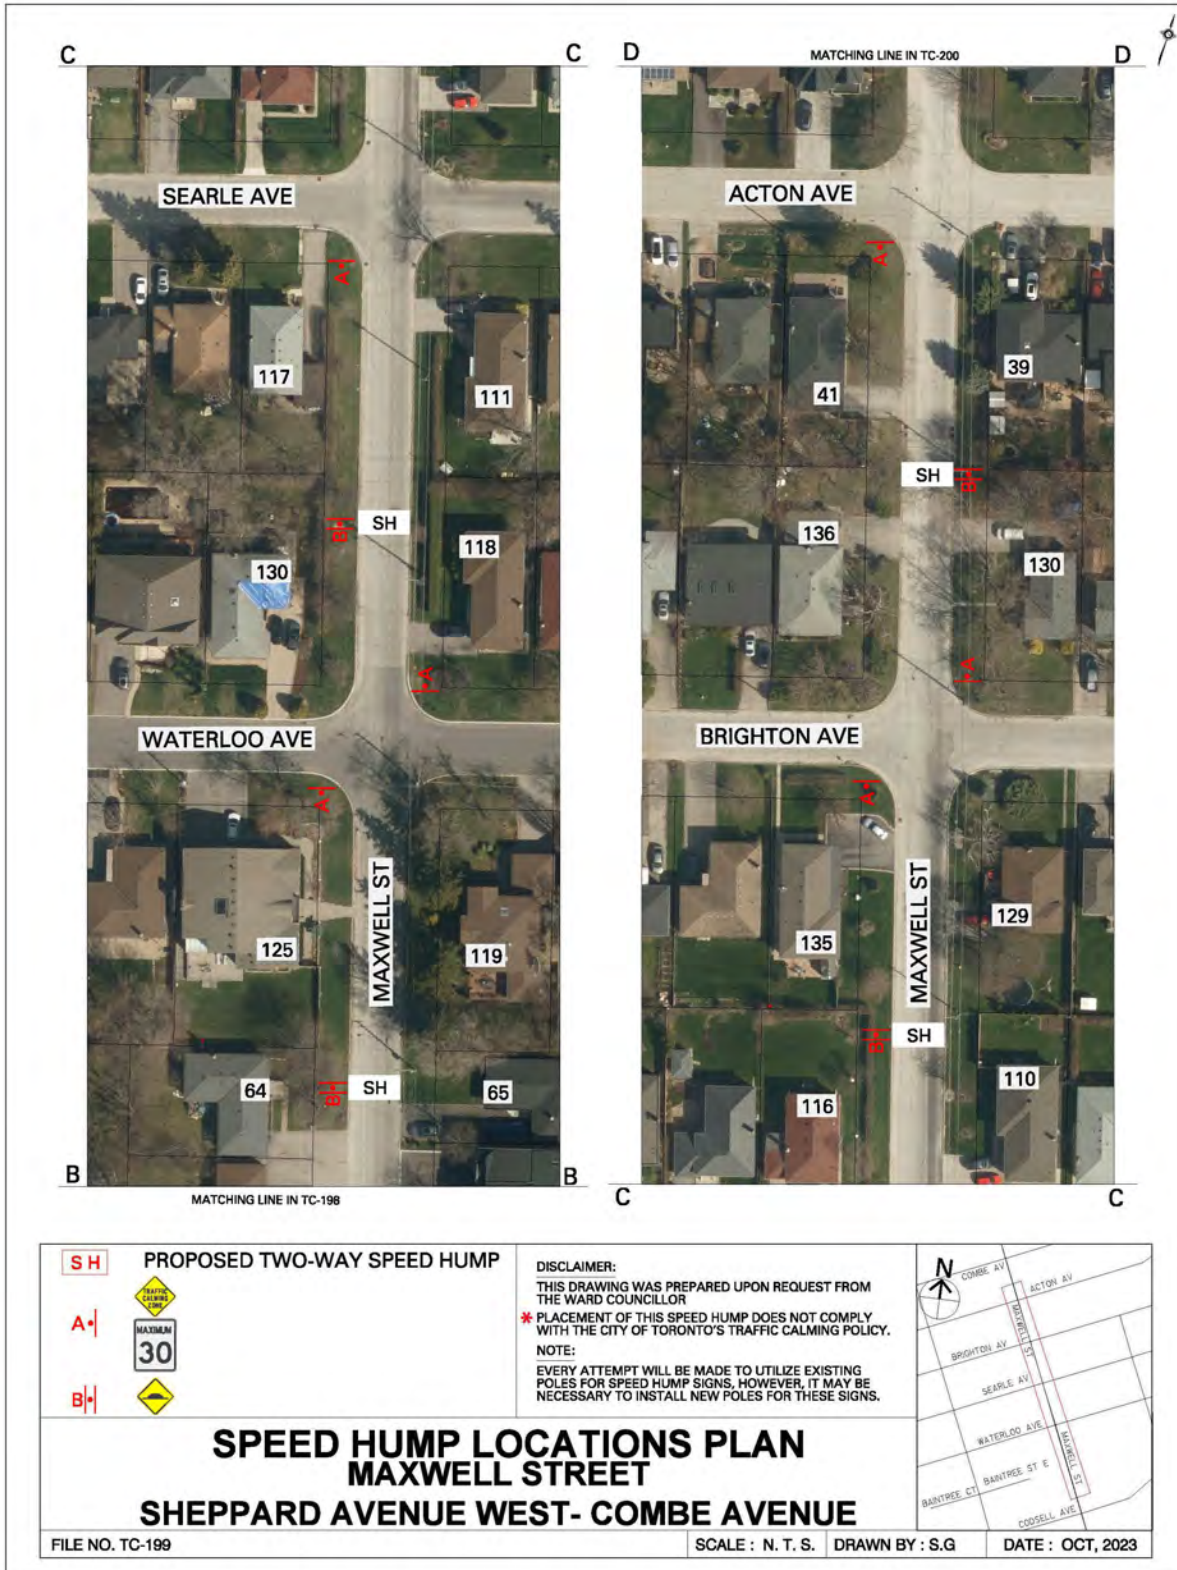 C
C
SEARLE AVE
A
117
111
B
SH
118
130
A
WATERLOO AVE
A
MAXWELL ST
125
119
64
B
SH
65
B
B
MATCHING LINE IN TC-198
D
MATCHING LINE IN TC-200
D
ACTON AVE
A
39
41
SH
B
136
130
A
BRIGHTON AVE
A
MAXWELL ST
129
135
B
SH
110
116
C
C
SH
PROPOSED TWO-WAY SPEED HUMP
TRAFFIC
CALMING
ZONE
A
MAXIMUM
30
B
DISCLAIMER:
THIS DRAWING WAS PREPARED UPON REQUEST FROM
THE WARD COUNCILLOR
* PLACEMENT OF THIS SPEED HUMP DOES NOT COMPLY
WITH THE CITY OF TORONTO'S TRAFFIC CALMING POLICY.
NOTE:
EVERY ATTEMPT WILL BE MADE TO UTILIZE EXISTING
POLES FOR SPEED HUMP SIGNS, HOWEVER, IT MAY BE
NECESSARY TO INSTALL NEW POLES FOR THESE SIGNS.
N
COMBE AV
ACTON AV
MAXWELL ST
BRIGHTON AV
SEARLE AV
WATERLOO AVE
MAXWELL ST
BAINTREE ST E
BAINTREE CT
CODSELL AVE
SPEED HUMP LOCATIONS PLAN
MAXWELL STREET
SHEPPARD AVENUE WEST- COMBE AVENUE
FILE NO. TC-199
SCALE : N. T. S.
DRAWN BY : S.G
DATE : OCT, 2023